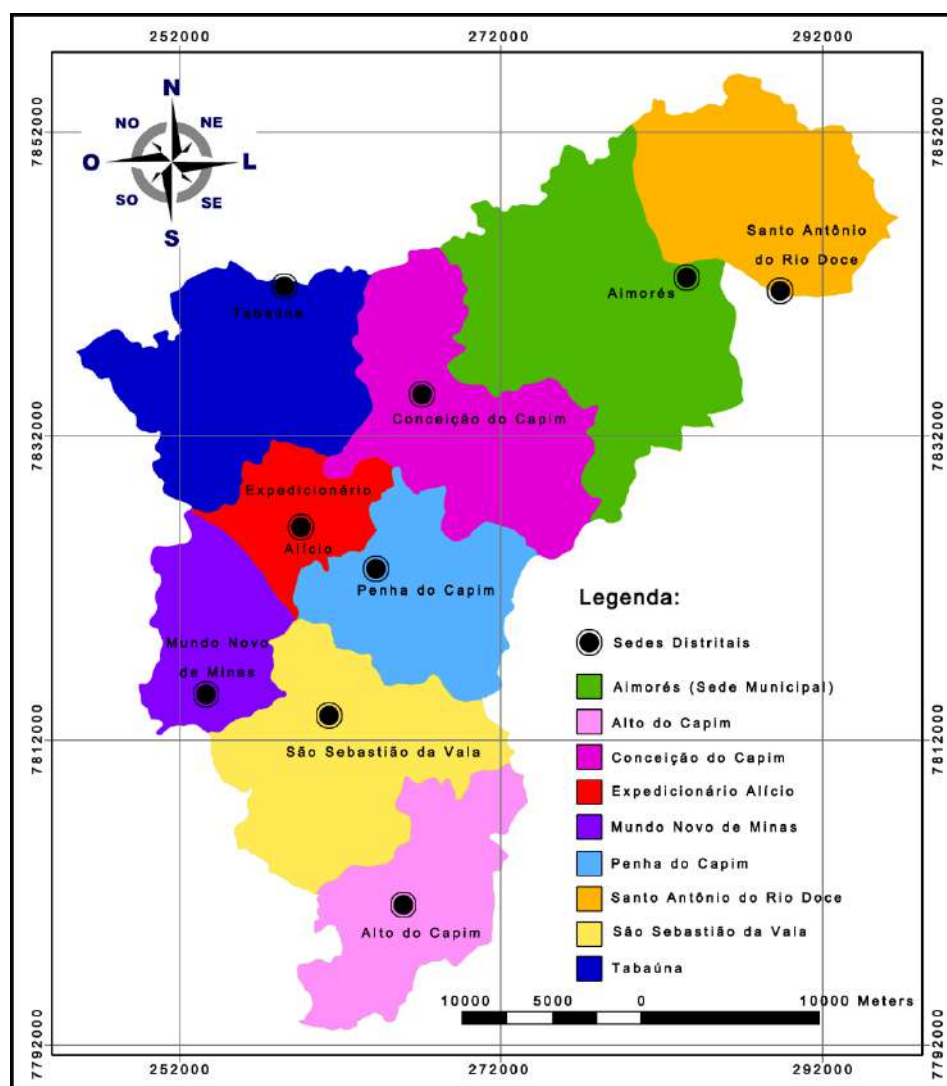 252000 272000 292000
N
NO NE
O L
SO SE
S
7852000 7852000
Santo Antônio
do Rio Doce
Aimorés
Tabaúna
Conceição do Capim
7832000 7832000
Expedicionário
Alício
Penha do Capim
Legenda:
Mundo Novo
de Minas
Sedes Distritais
Aimorés (Sede Municipal)
Alto do Capim
7812000 7812000
São Sebastião da Vala
Conceição do Capim
Expedicionário Alício
Mundo Novo de Minas
Penha do Capim
Santo Antônio do Rio Doce
Alto do Capim
São Sebastião da Vala
Tabaúna
10000 5000 0 10000 Meters
7792000 7792000
252000 272000 292000